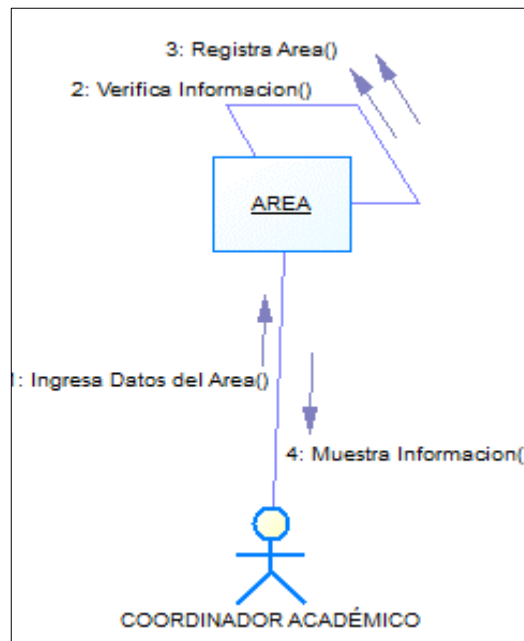 3: Registra Area()
2: Verifica Informacion()
AREA
1: Ingresa Datos del Area()
4: Muestra Informacion(
COORDINADOR ACADÉMICO